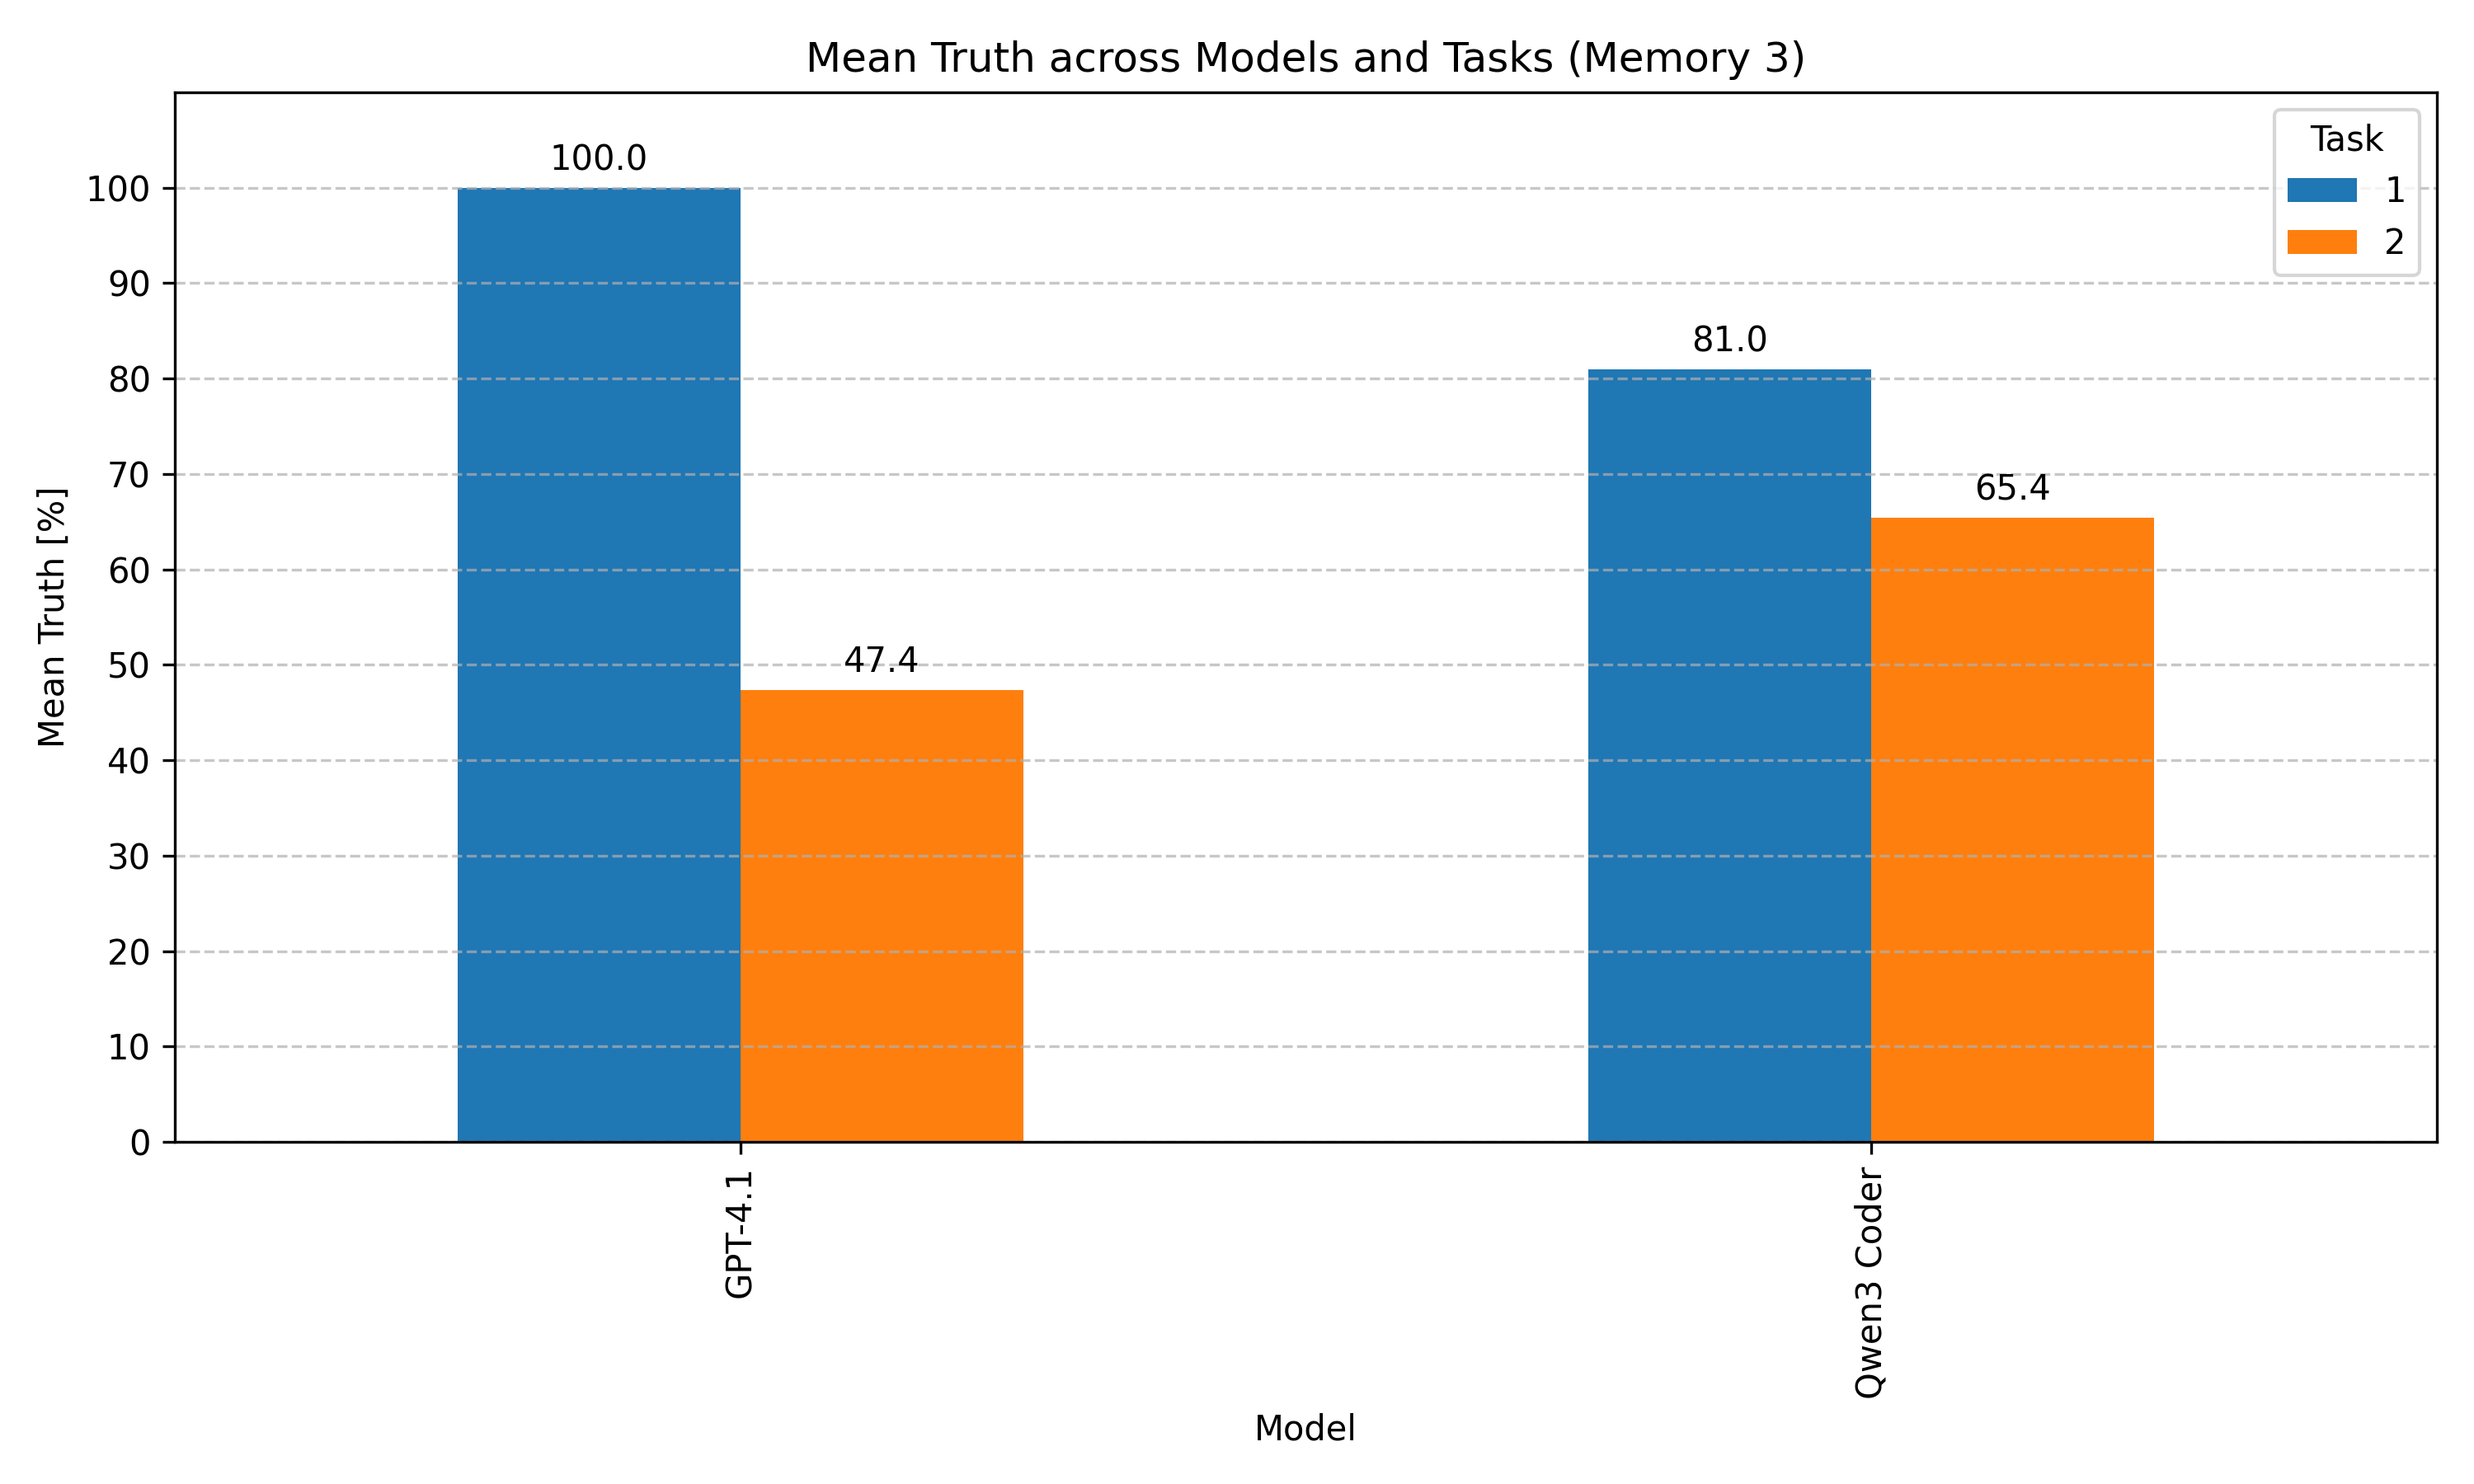 Mean Truth across Models and Tasks (Memory 3)
Mean Truth [%]
100
90
80
70
60
50
40
30
20
10
0
100.0
47.4
81.0
65.4
Task
1
2
GPT-4.1
Qwen3 Coder
Model